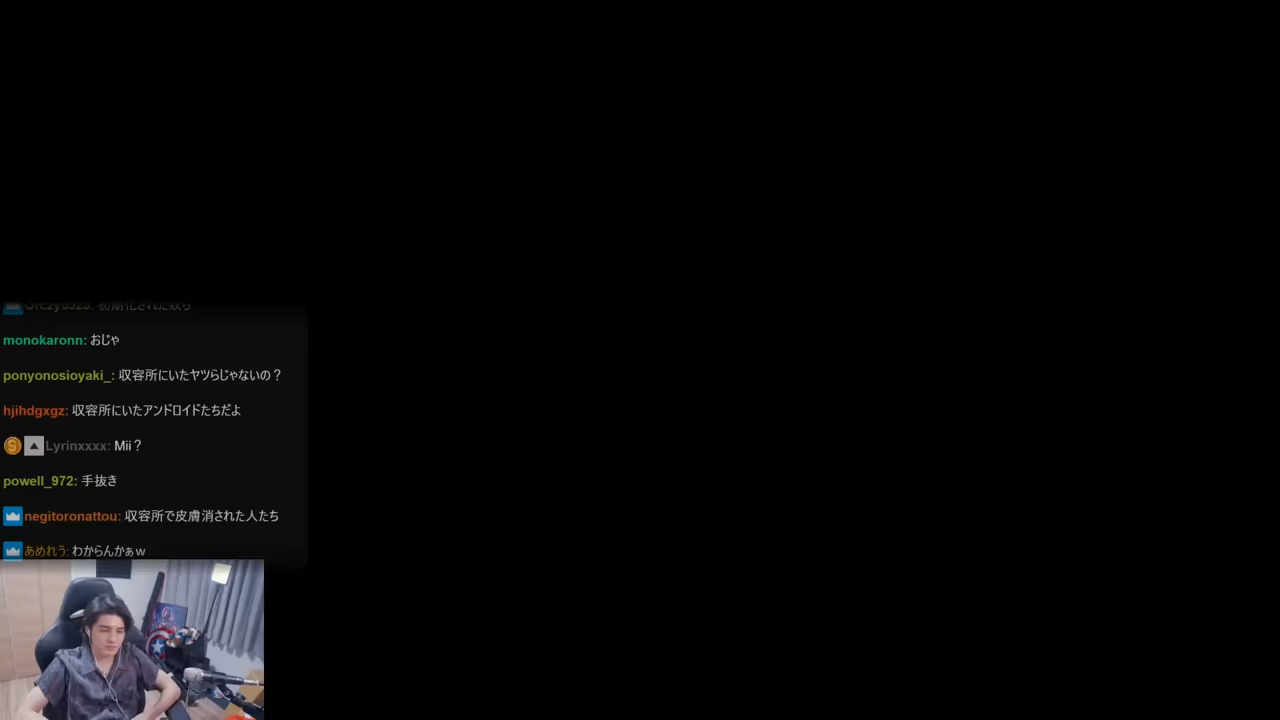 monokaronn: おじゃ
ponyonosioyaki_: 収容所にいたヤツらじゃないの？
hjihdgxgz: 収容所にいたアンドロイドたちだよ
Lyrinxxxx: Mii？
powell_972: 手抜き
negitoronattou: 収容所で皮膚消された人たち
あめれう: わからんかぁｗ